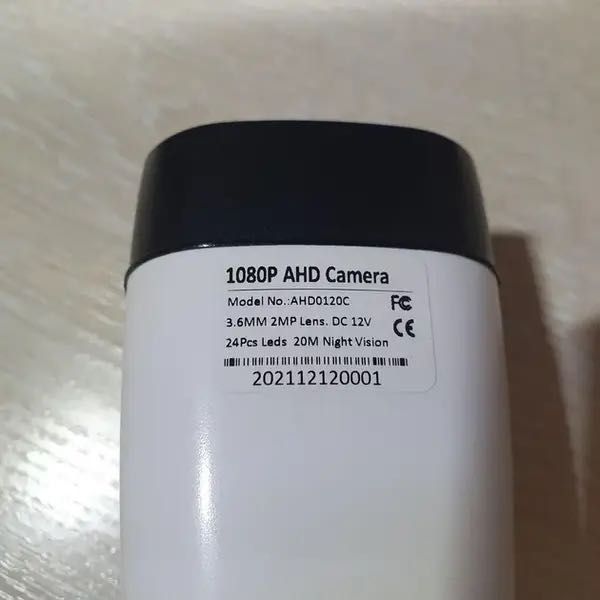 1080P AHD Camera
Model No.:AHD0120C FC
3.6MM 2MP Lens. DC 12V CE
24Pcs Leds 20M Night Vision
202112120001